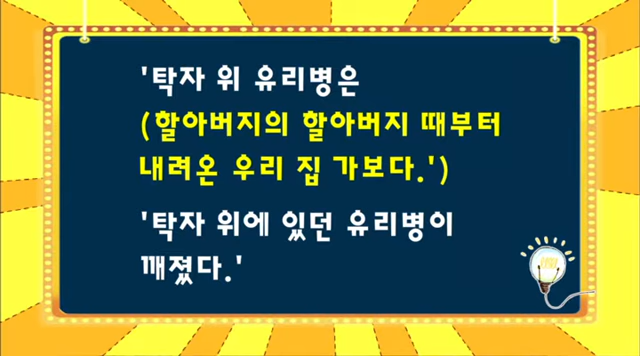 '탁자 위 유리병은
(할아버지의 할아버지 때부터
내려온 우리 집 가보다.')
'탁자 위에 있던 유리병이
깨졌다.'